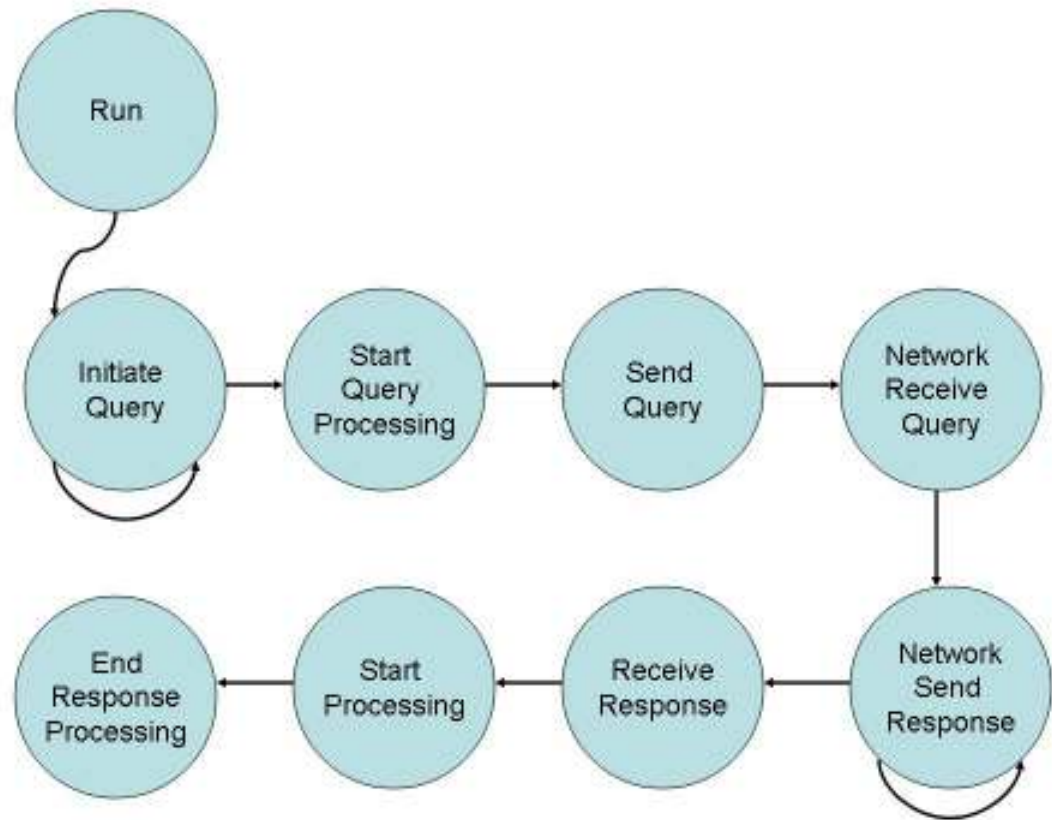 Run
Initiate
Query
Start
Query
Processing
Send
Query
Network
Receive
Query
End
Response
Processing
Start
Processing
Receive
Response
Network
Send
Response